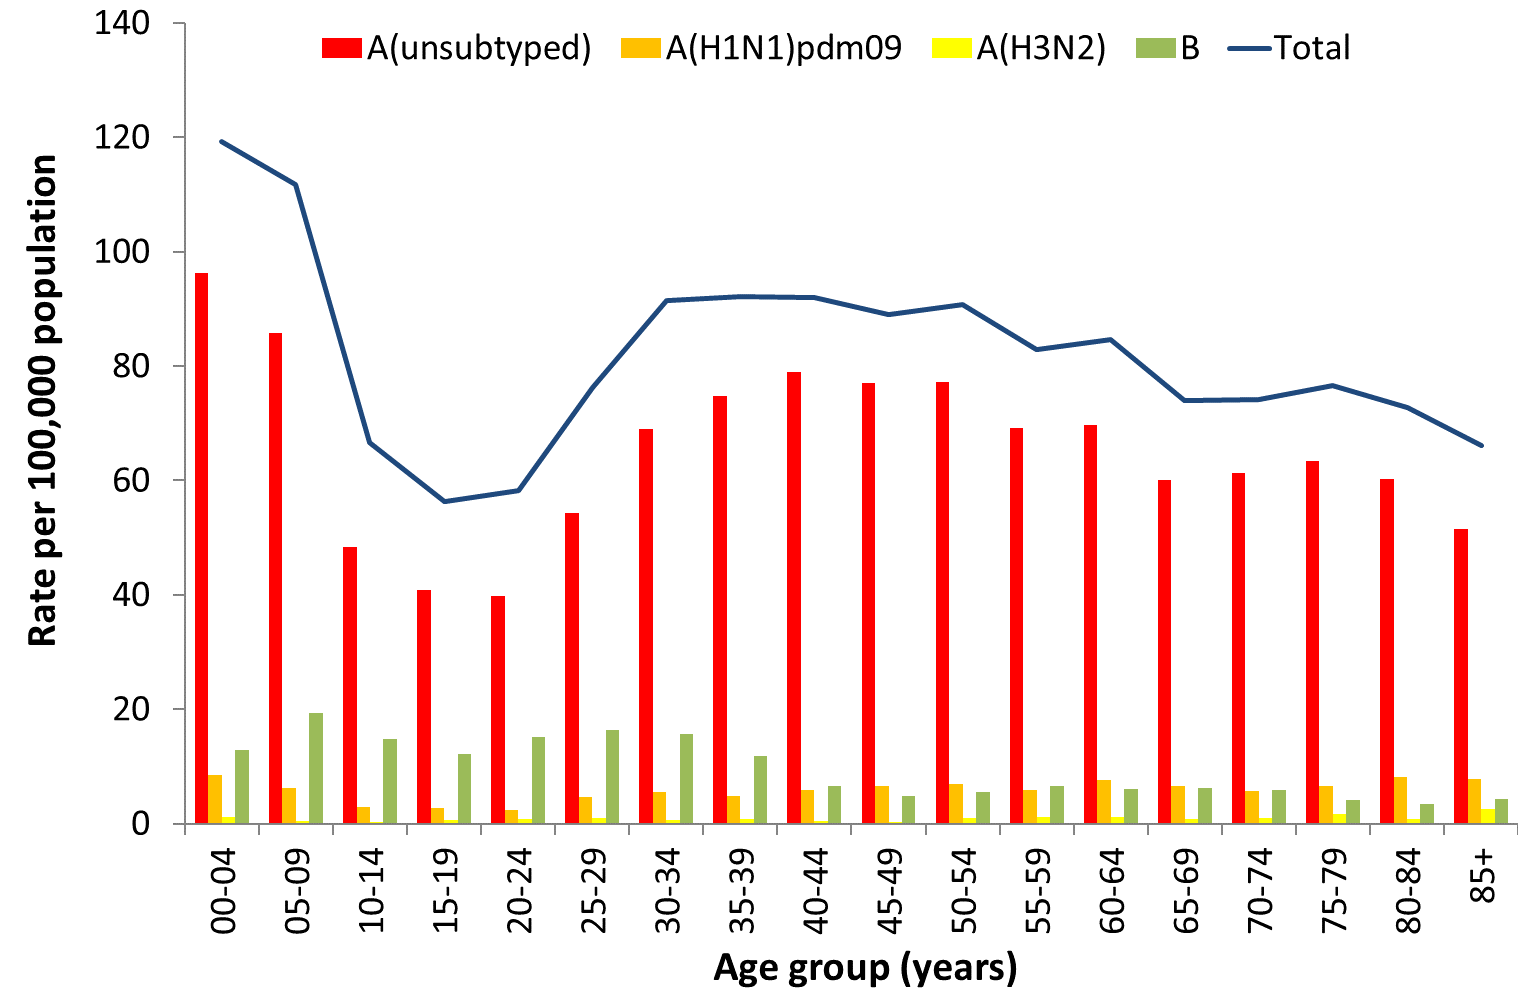 140
A(unsubtyped) A(H1N1)pdm09 A(H3N2) B Total
120
100
80
60
40
20
0
Rate per 100,000 population
00-04 05-09 10-14 15-19 20-24 25-29 30-34 35-39 40-44 45-49 50-54 55-59 60-64 65-69 70-74 75-79 80-84 85+
Age group (years)